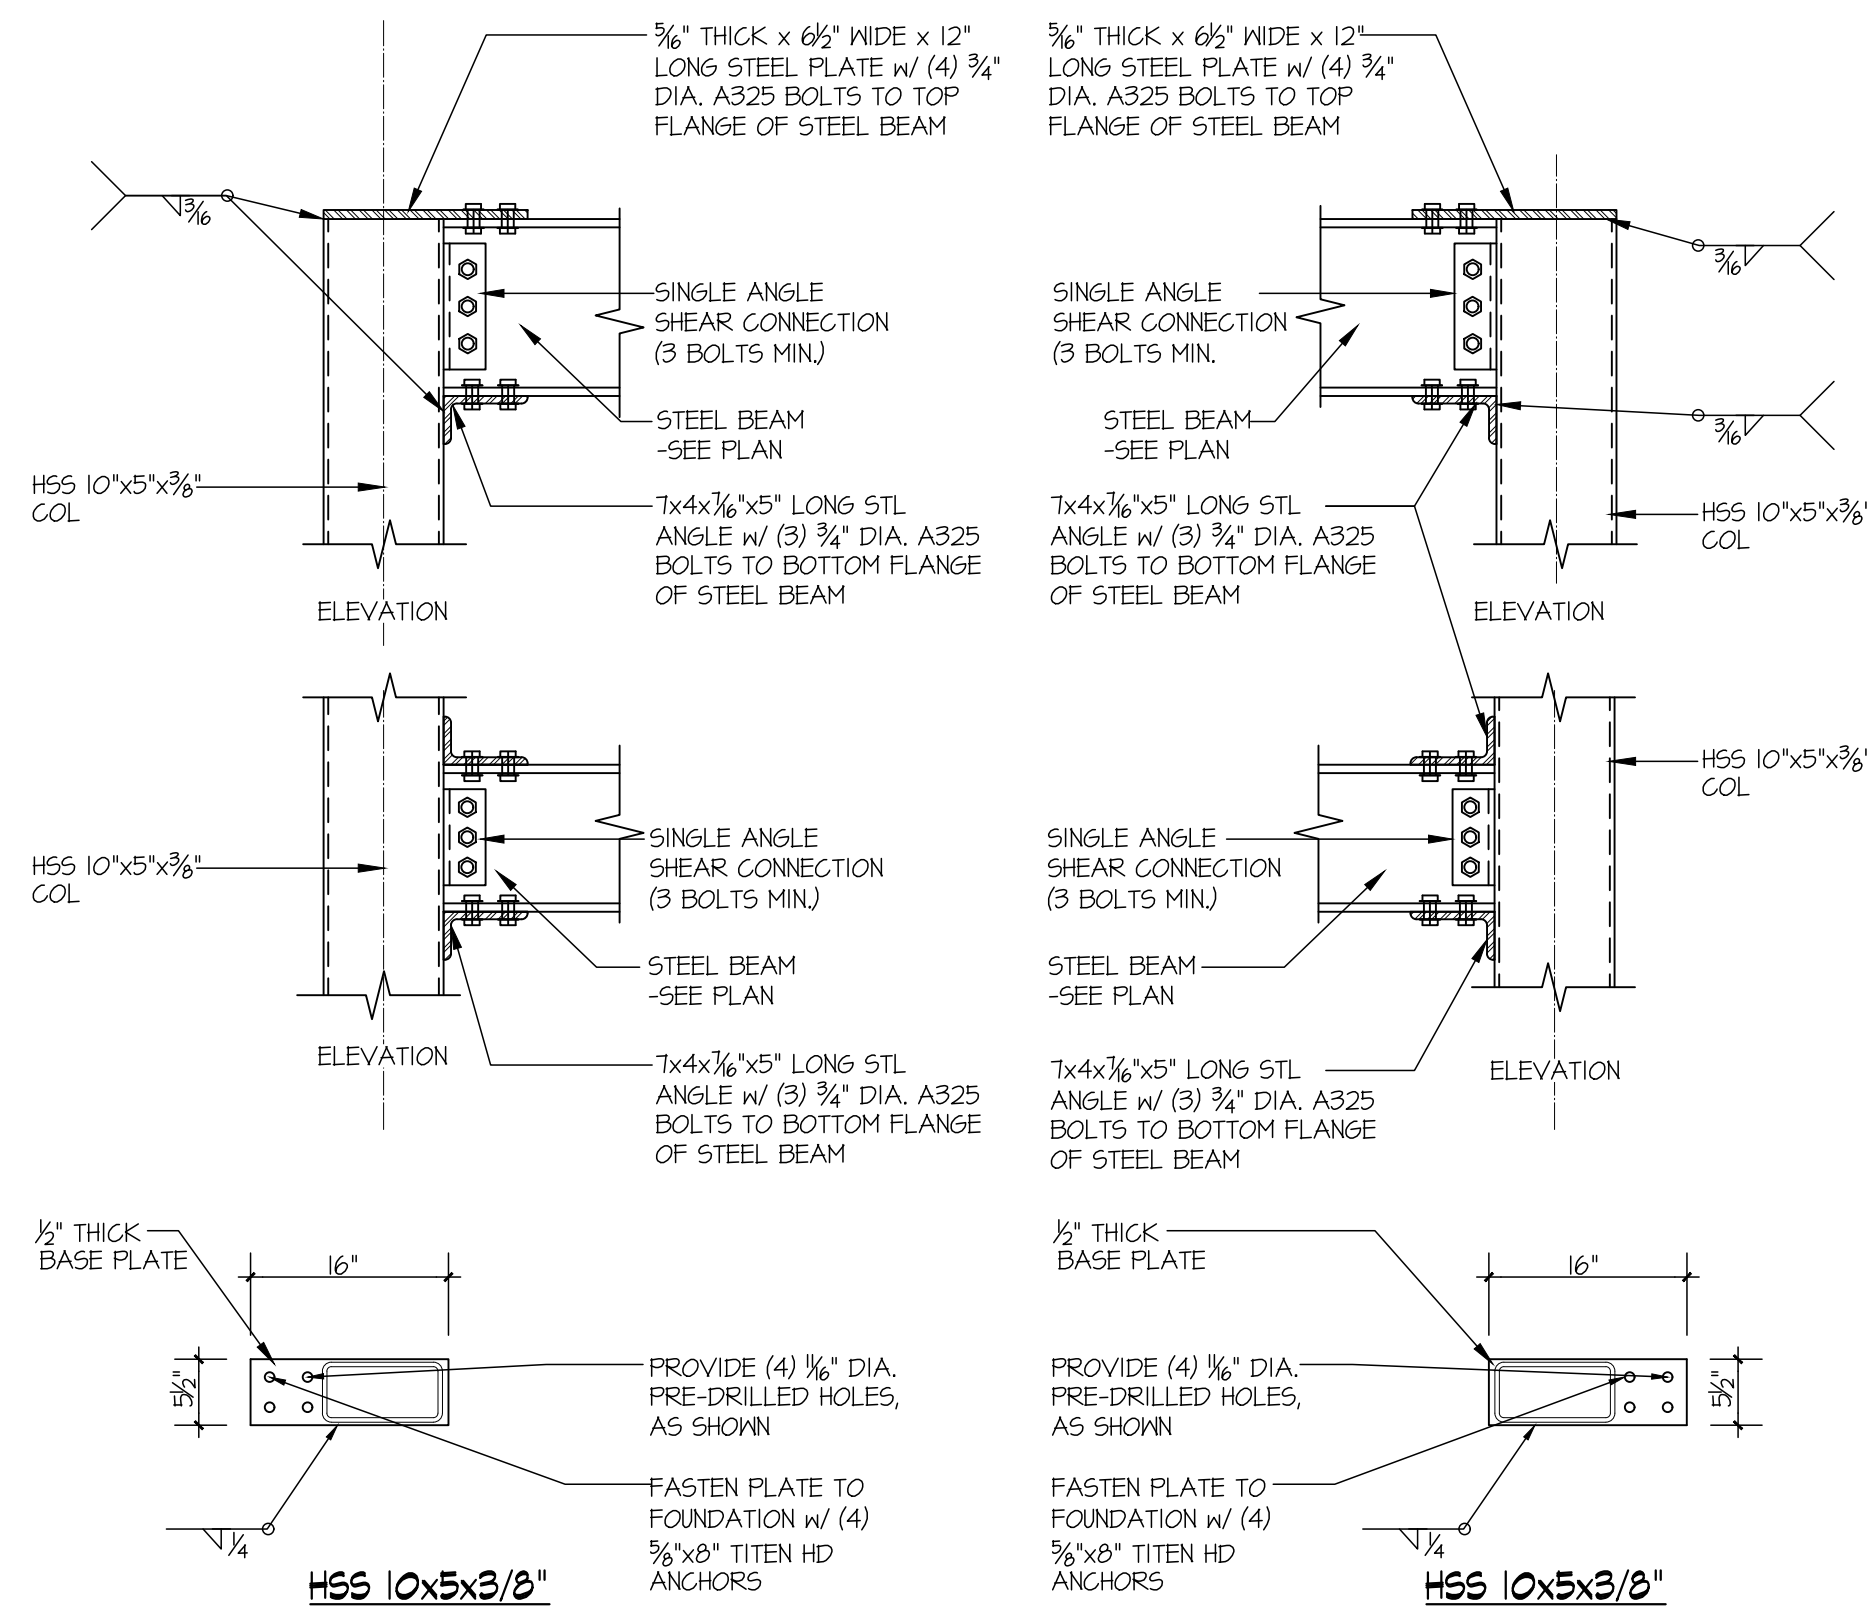 5/16" THICK x 6 1/2" WIDE x 12"
LONG STEEL PLATE w/ (4) 3/4"
DIA. A325 BOLTS TO TOP
FLANGE OF STEEL BEAM
3/16
SINGLE ANGLE
SHEAR CONNECTION
(3 BOLTS MIN.)
STEEL BEAM
-SEE PLAN
HSS 10"x5"x3/8"
COL
7x4x7/16"x5" LONG STL
ANGLE w/ (3) 3/4" DIA. A325
BOLTS TO BOTTOM FLANGE
OF STEEL BEAM
ELEVATION
5/16" THICK x 6 1/2" WIDE x 12"
LONG STEEL PLATE w/ (4) 3/4"
DIA. A325 BOLTS TO TOP
FLANGE OF STEEL BEAM
3/16
SINGLE ANGLE
SHEAR CONNECTION
(3 BOLTS MIN.
STEEL BEAM
-SEE PLAN
3/16
7x4x7/16"x5" LONG STL
ANGLE w/ (3) 3/4" DIA. A325
BOLTS TO BOTTOM FLANGE
OF STEEL BEAM
HSS 10"x5"x3/8"
COL
ELEVATION
HSS 10"x5"x3/8"
COL
SINGLE ANGLE
SHEAR CONNECTION
(3 BOLTS MIN.)
STEEL BEAM
-SEE PLAN
ELEVATION
7x4x7/16"x5" LONG STL
ANGLE w/ (3) 3/4" DIA. A325
BOLTS TO BOTTOM FLANGE
OF STEEL BEAM
HSS 10"x5"x3/8"
COL
SINGLE ANGLE
SHEAR CONNECTION
(3 BOLTS MIN.)
STEEL BEAM
-SEE PLAN
ELEVATION
7x4x7/16"x5" LONG STL
ANGLE w/ (3) 3/4" DIA. A325
BOLTS TO BOTTOM FLANGE
OF STEEL BEAM
1/2" THICK
BASE PLATE
16"
5 1/2"
PROVIDE (4) 11/16" DIA.
PRE-DRILLED HOLES,
AS SHOWN
FASTEN PLATE TO
FOUNDATION w/ (4)
5/8"x8" TITEN HD
ANCHORS
1/4
HSS 10x5x3/8"
1/2" THICK
BASE PLATE
16"
5 1/2"
PROVIDE (4) 11/16" DIA.
PRE-DRILLED HOLES,
AS SHOWN
FASTEN PLATE TO
FOUNDATION w/ (4)
5/8"x8" TITEN HD
ANCHORS
1/4
HSS 10x5x3/8"